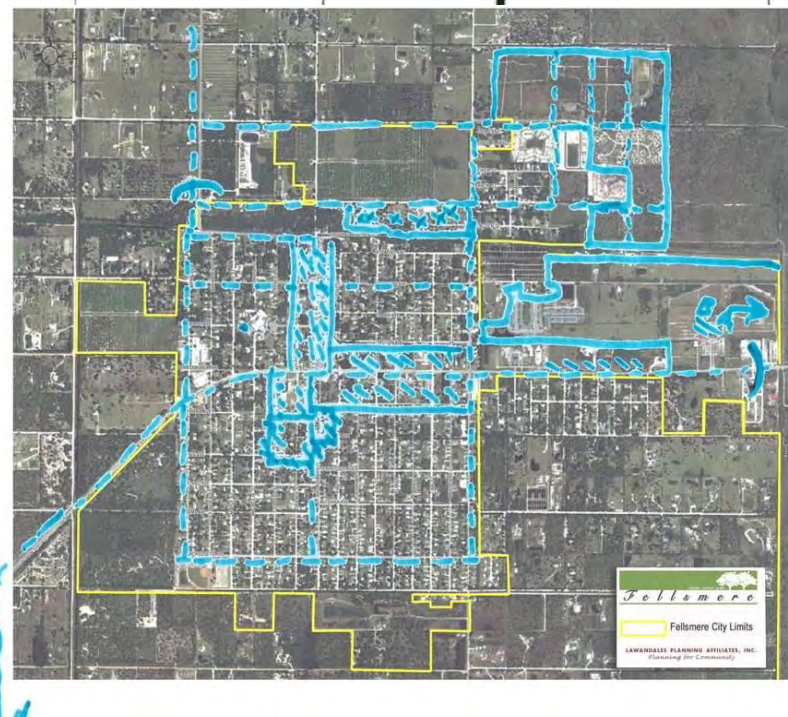 Fellsmere
Fellsmere City Limits
LAWANDALES PLANNING AFFILIATES, INC.
Planning for Community